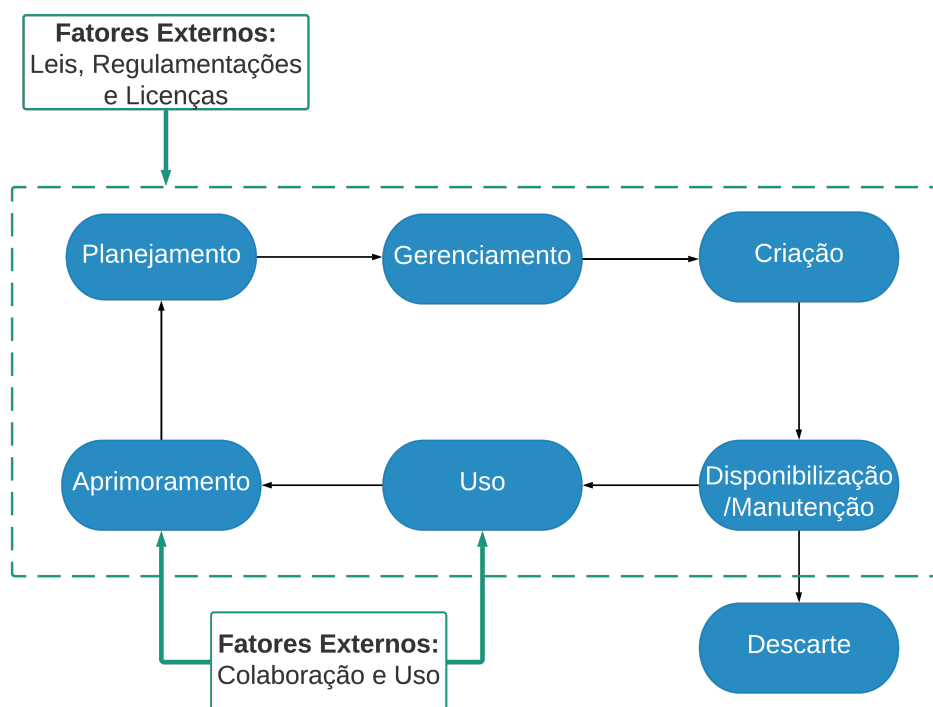 Fatores Externos:
Leis, Regulamentações
e Licenças
Planejamento
Gerenciamento
Criação
Aprimoramento
Uso
Disponibilização
/Manutenção
Fatores Externos:
Colaboração e Uso
Descarte